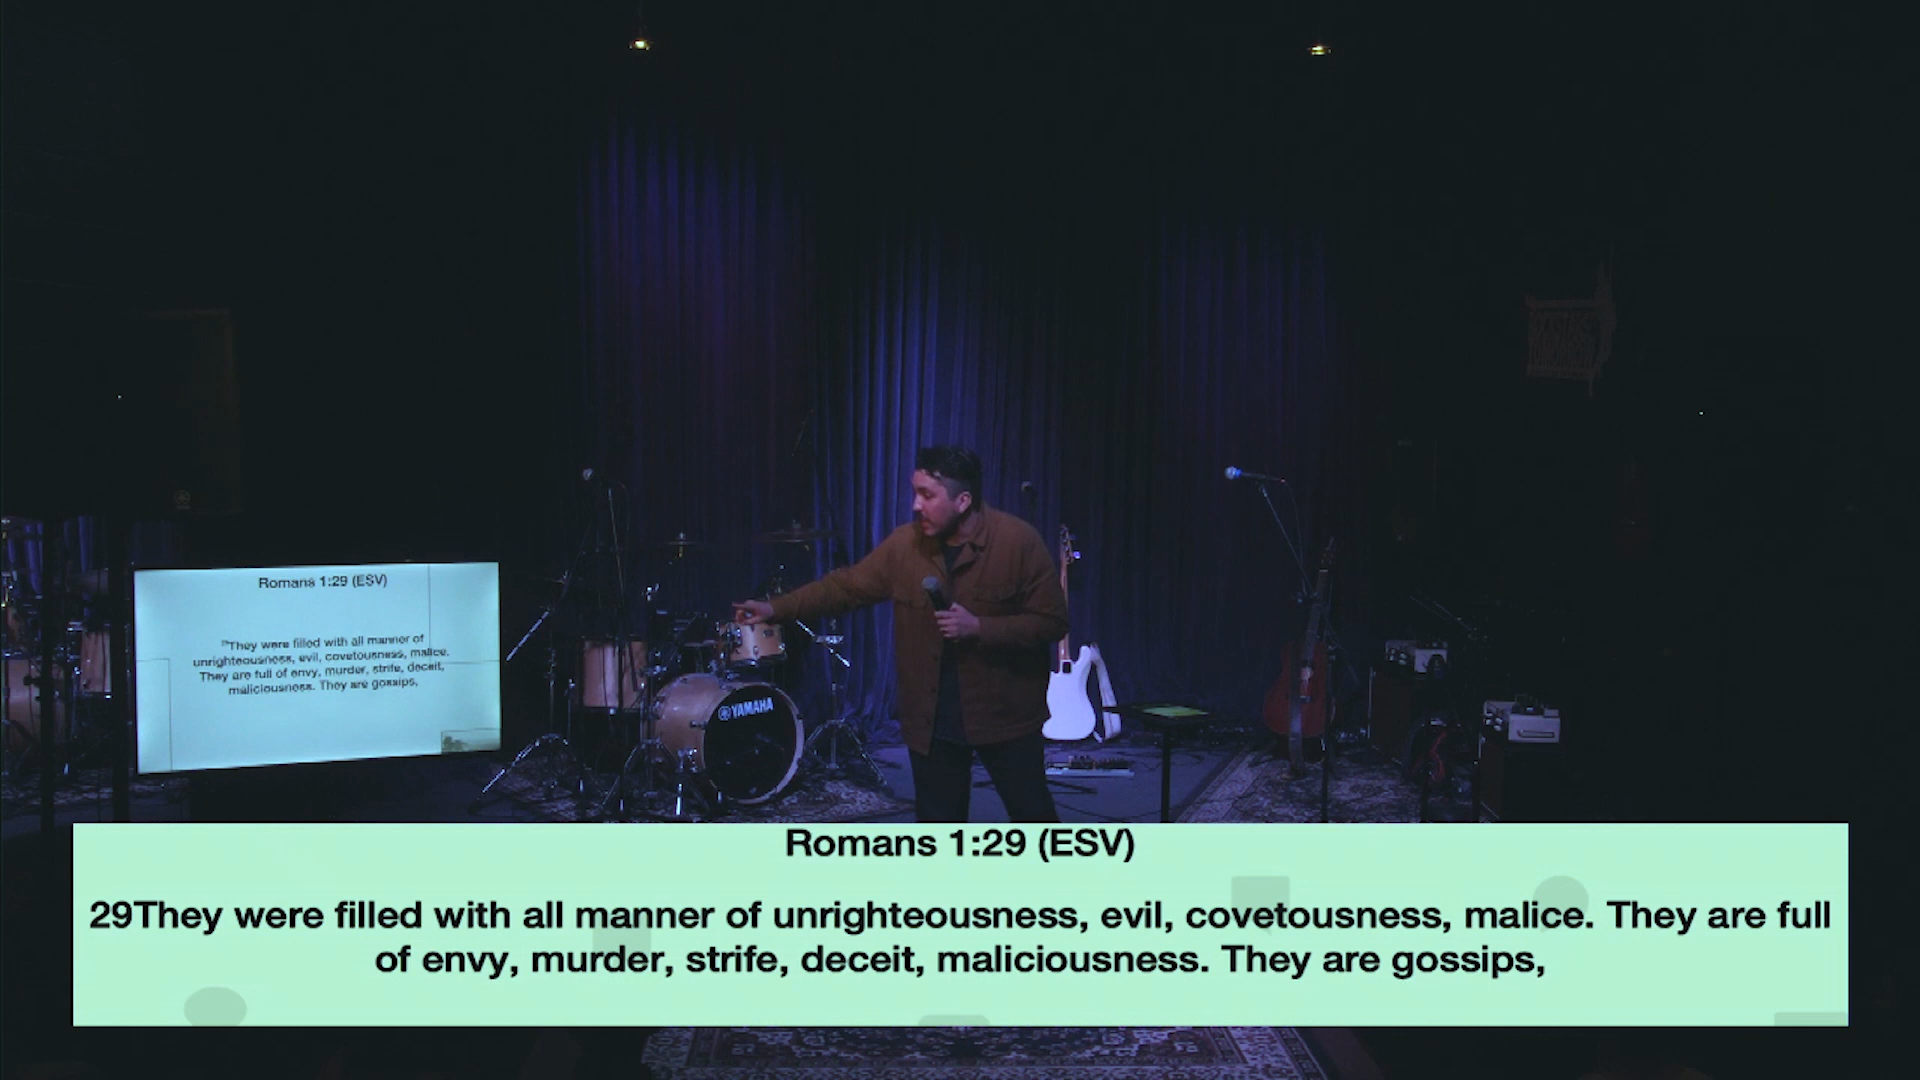 Romans 1:29 (ESV)
29They were filled with all manner of
unrighteousness, evil, covetousness, malice.
They are full of envy, murder, strife, deceit,
maliciousness. They are gossips,
YAMAHA
Romans 1:29 (ESV)
29They were filled with all manner of unrighteousness, evil, covetousness, malice. They are full
of envy, murder, strife, deceit, maliciousness. They are gossips,